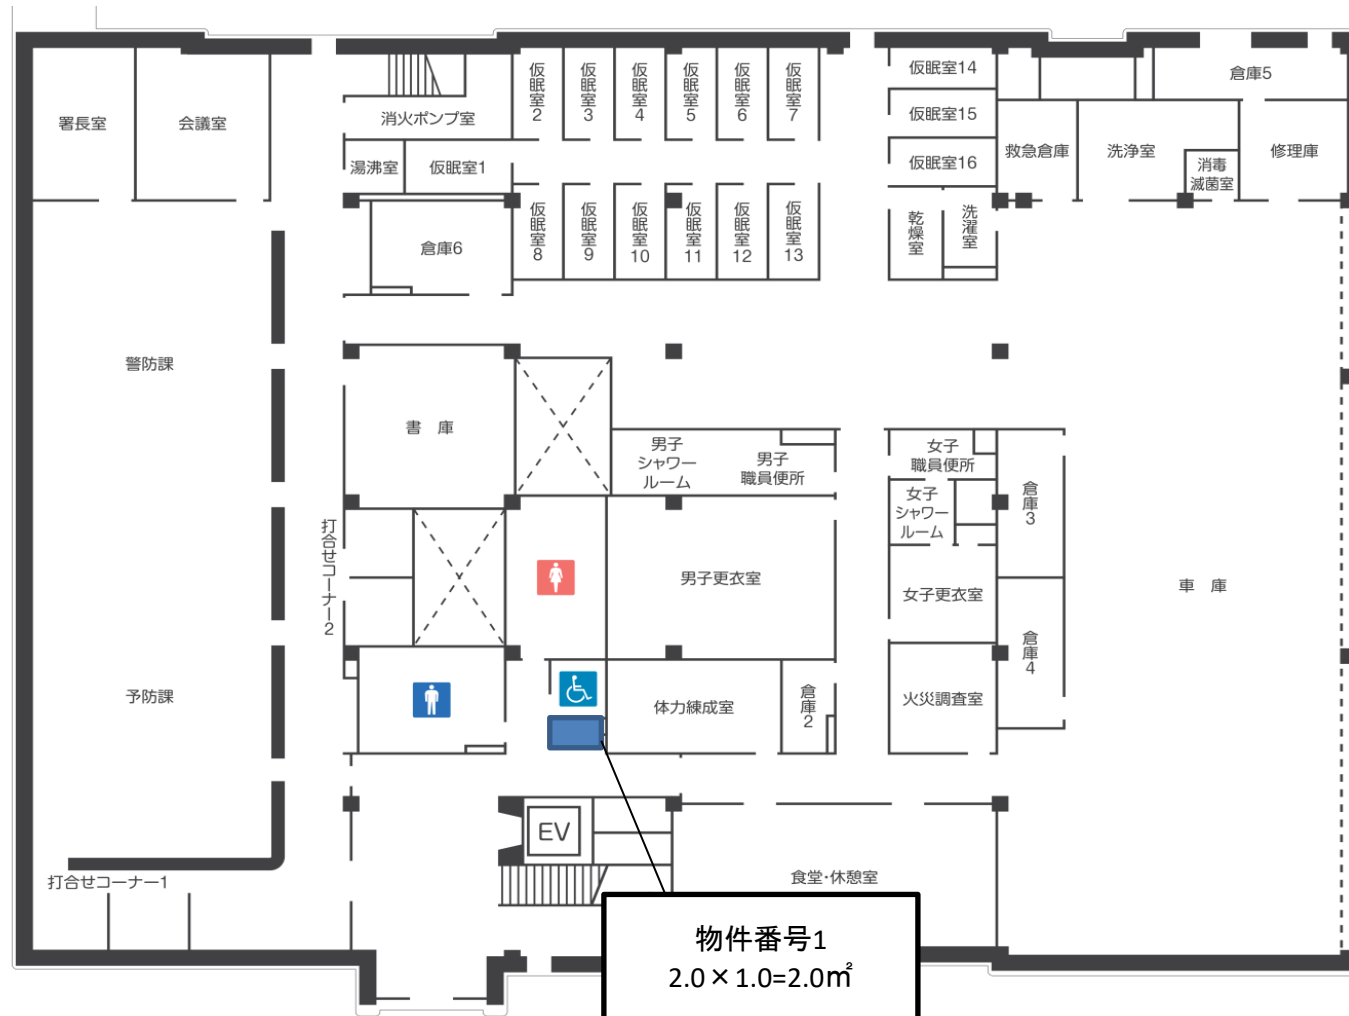 仮眠室2
仮眠室3
仮眠室4
仮眠室5
仮眠室6
仮眠室7
仮眠室14
倉庫5
署長室
会議室
消火ポンプ室
仮眠室15
湯沸室
仮眠室1
仮眠室16
救急倉庫
洗浄室
消毒
滅菌室
修理庫
倉庫6
仮眠室8
仮眠室9
仮眠室10
仮眠室11
仮眠室12
仮眠室13
乾燥室
洗濯室
警防課
書 庫
男子
シャワー
ルーム
男子
職員便所
女子
職員便所
女子
シャワー
ルーム
倉庫3
打合せコーナー2
男子更衣室
女子更衣室
車 庫
倉庫4
予防課
体力練成室
倉庫2
火災調査室
EV
打合せコーナー1
食堂・休憩室
物件番号1
2.0×1.0=2.0㎡